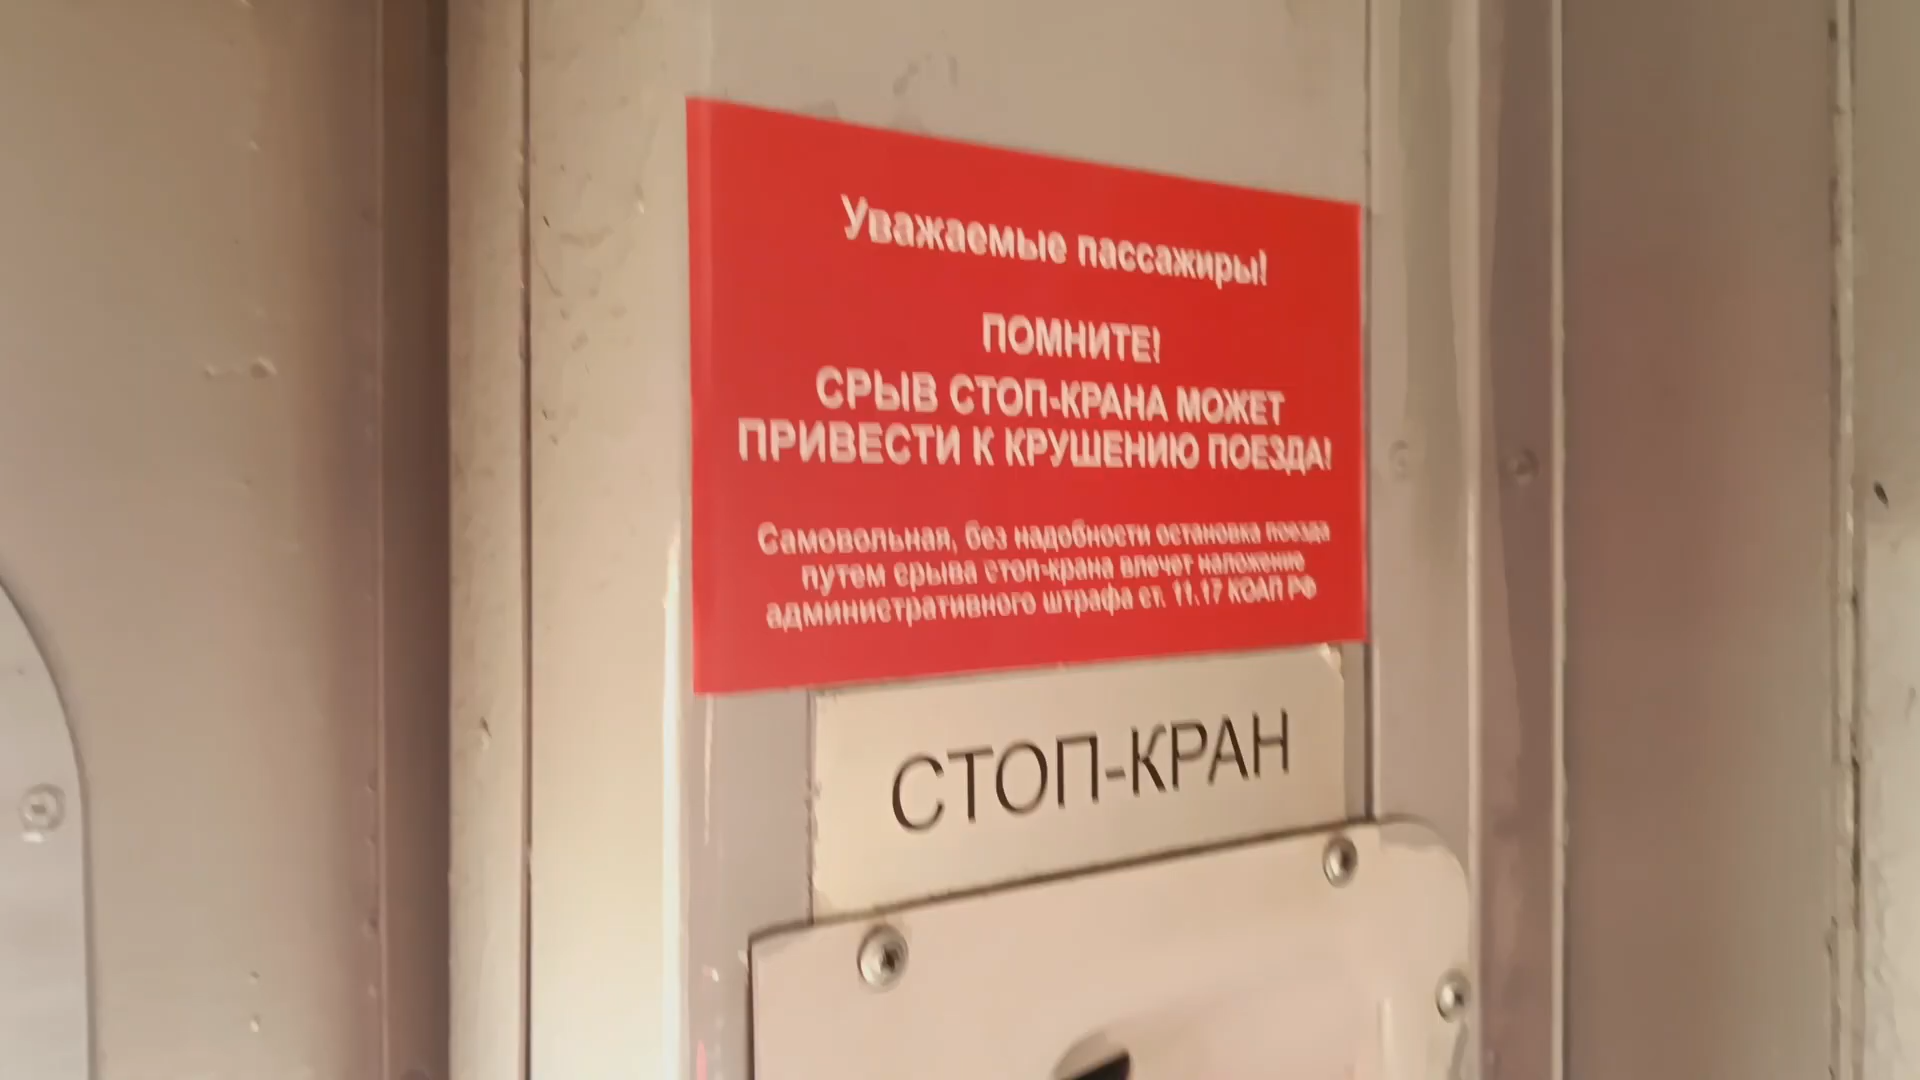 Уважаемые пассажиры!
ПОМНИТЕ!
СРЫВ СТОП-КРАНА МОЖЕТ
ПРИВЕСТИ К КРУШЕНИЮ ПОЕЗДА!
Самовольная, без надобности остановка поезда
путем срыва стоп-крана влечет наложение
административного штрафа ст. 11.17 КОАП РФ
СТОП-КРАН